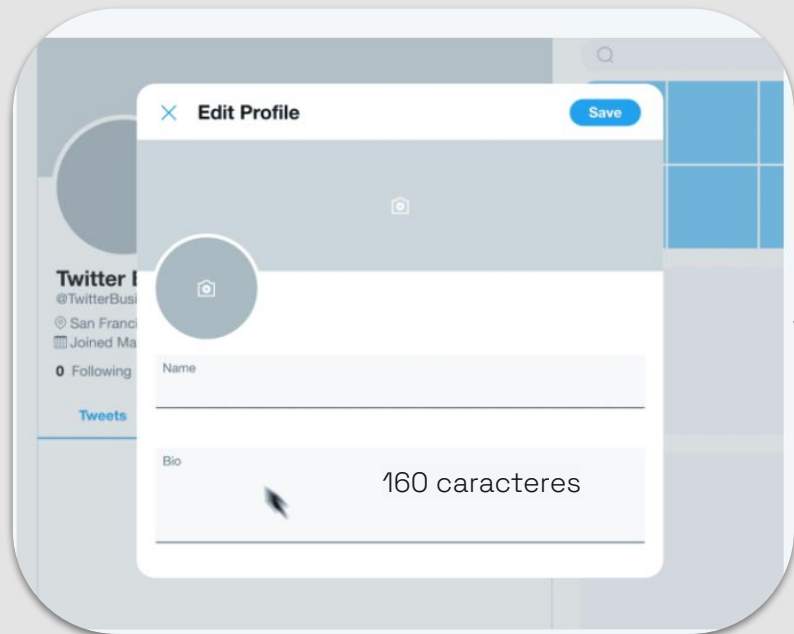 Edit Profile
Save
Twitter
@TwitterBusi
San Franci
Joined Ma
0 Following
Tweets
Name
Bio
160 caracteres